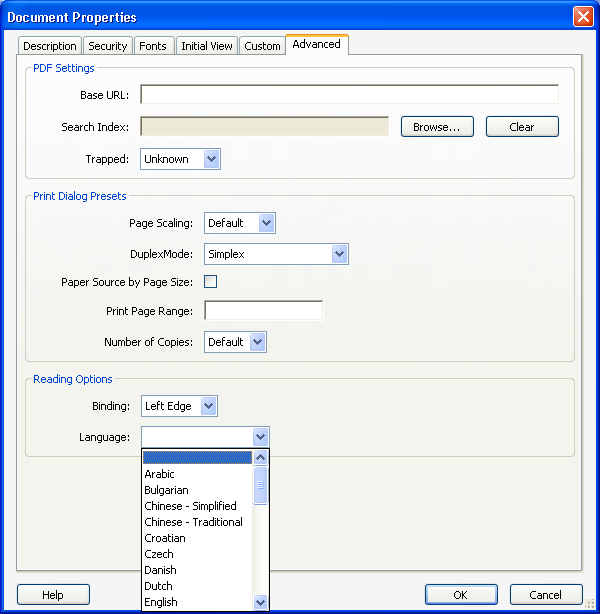 Document Properties
Description Security Fonts Initial View Custom Advanced
PDF Settings
Base URL:
Search Index: Browse... Clear
Trapped: Unknown
Print Dialog Presets
Page Scaling: Default
DuplexMode: Simplex
Paper Source by Page Size:
Print Page Range:
Number of Copies: Default
Reading Options
Binding: Left Edge
Language:
Arabic
Bulgarian
Chinese - Simplified
Chinese - Traditional
Croatian
Czech
Danish
Dutch
English
Help OK Cancel